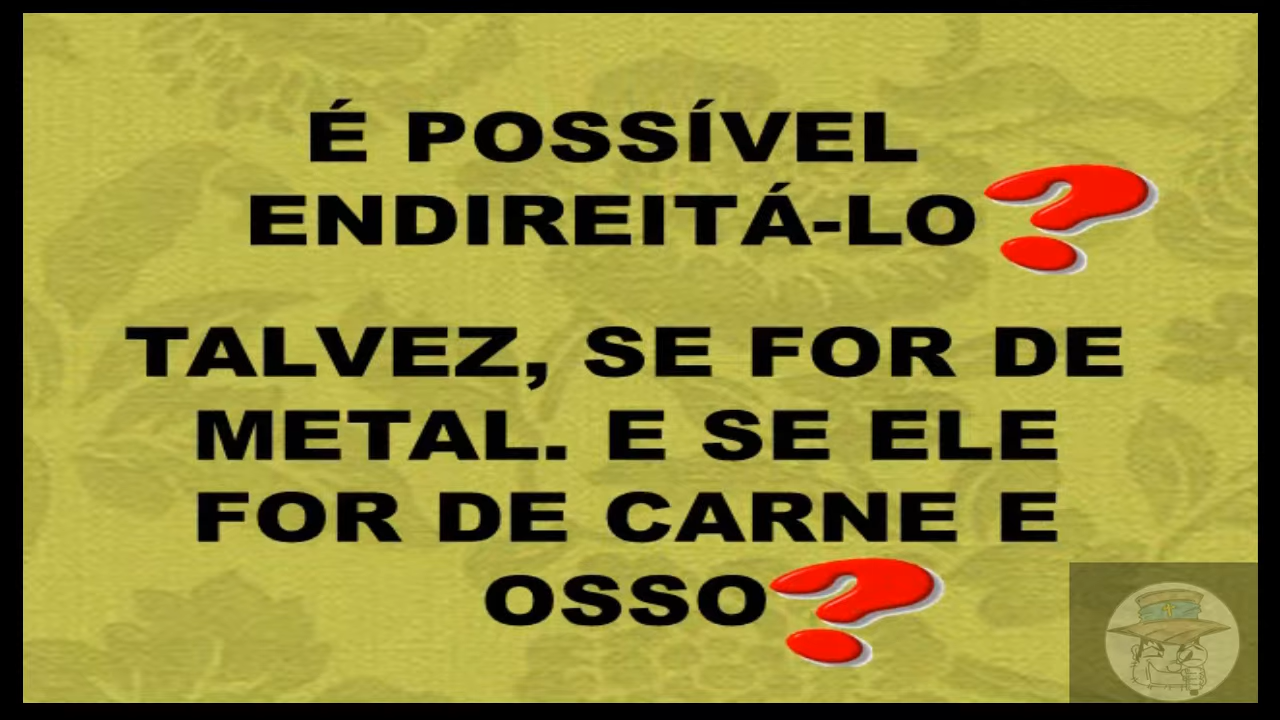 É POSSÍVEL
ENDIREITÁ-LO?
TALVEZ, SE FOR DE
METAL. E SE ELE
FOR DE CARNE E
OSSO?